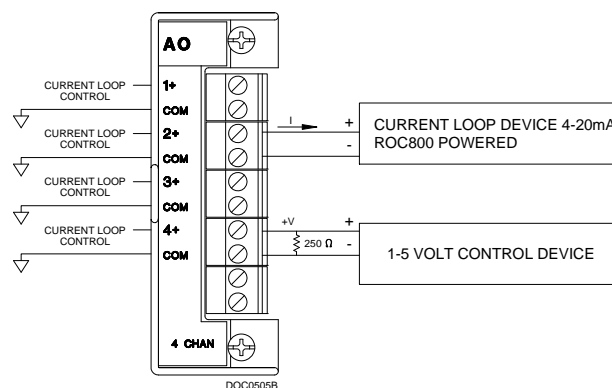 AO
CURRENT LOOP
CONTROL
1+
COM
CURRENT LOOP
CONTROL
2+
COM
CURRENT LOOP
CONTROL
3+
COM
CURRENT LOOP
CONTROL
4+
COM
4 CHAN
I
+
-
CURRENT LOOP DEVICE 4-20mA
ROC800 POWERED
+V
250 Ω
+
-
1-5 VOLT CONTROL DEVICE
DOC0505B